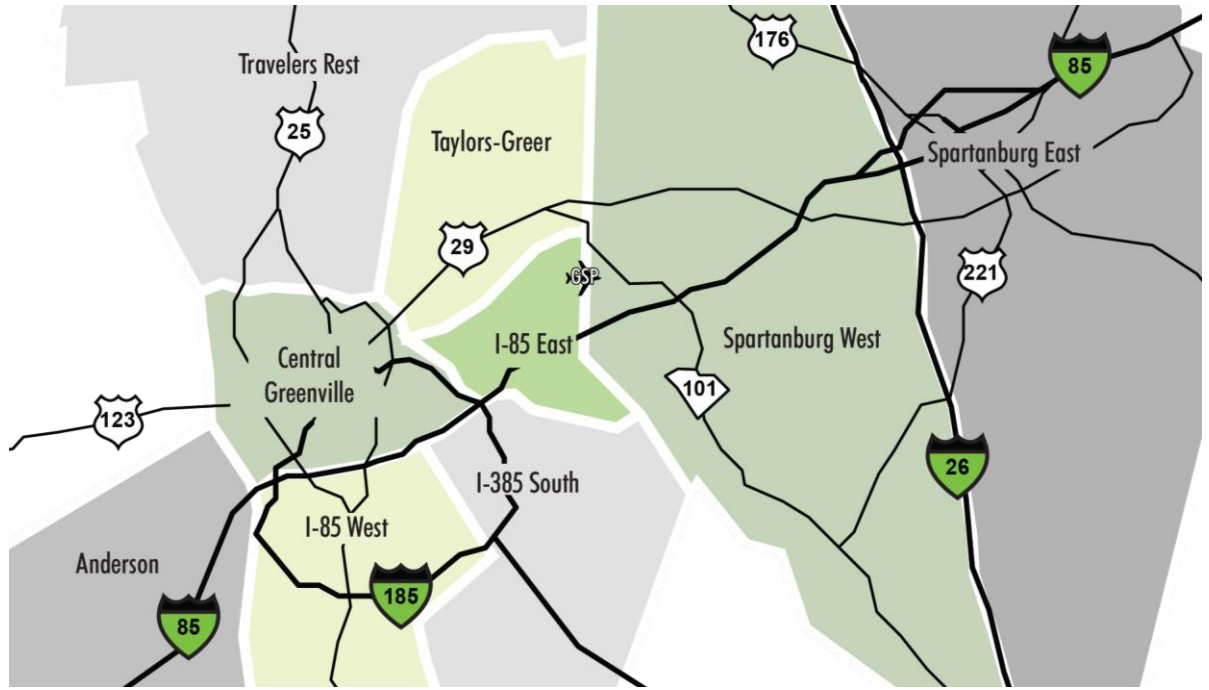 176
85
Travelers Rest
25
Taylors-Greer
Spartanburg East
29
GSP
221
I-85 East
Spartanburg West
Central
Greenville
101
123
26
I-385 South
I-85 West
Anderson
185
85